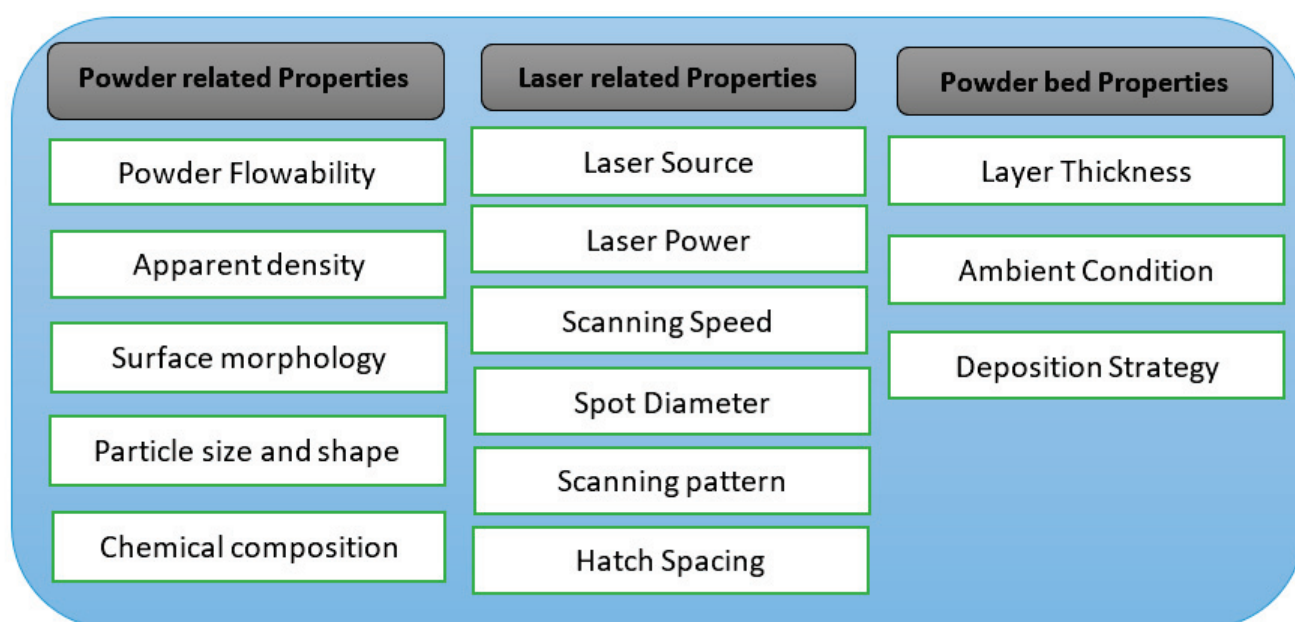 Powder related Properties
Powder Flowability
Apparent density
Surface morphology
Particle size and shape
Chemical composition
Laser related Properties
Laser Source
Laser Power
Scanning Speed
Spot Diameter
Scanning pattern
Hatch Spacing
Powder bed Properties
Layer Thickness
Ambient Condition
Deposition Strategy